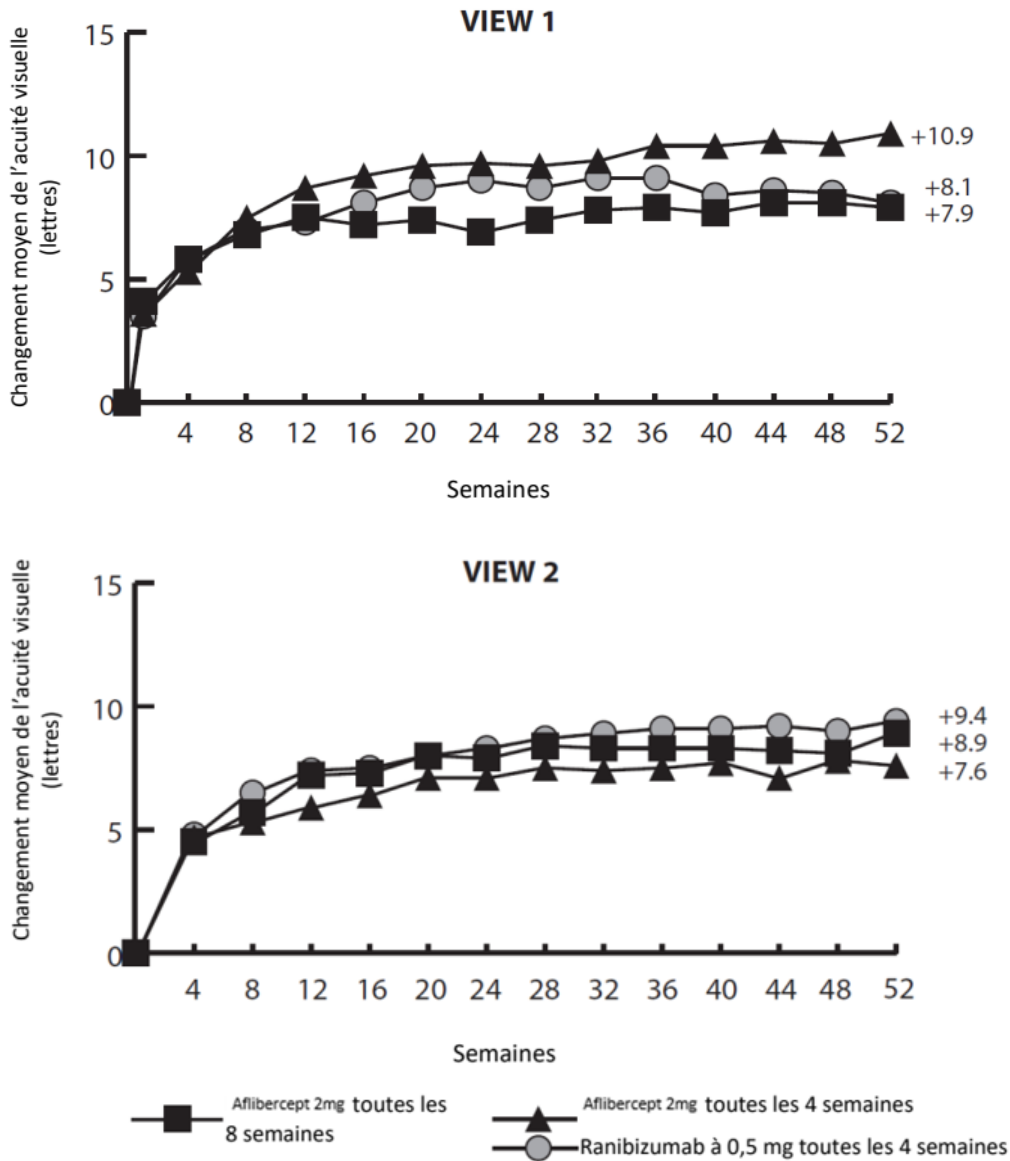 VIEW 1
Changement moyen de l'acuité visuelle
(lettres)
15
10
5
0
+10.9
+8.1
+7.9
4 8 12 16 20 24 28 32 36 40 44 48 52
Semaines
VIEW 2
Changement moyen de l'acuité visuelle
(lettres)
15
10
5
0
+9.4
+8.9
+7.6
4 8 12 16 20 24 28 32 36 40 44 48 52
Semaines
Aflibercept 2mg toutes les
8 semaines
Aflibercept 2mg toutes les 4 semaines
Ranibizumab à 0,5 mg toutes les 4 semaines